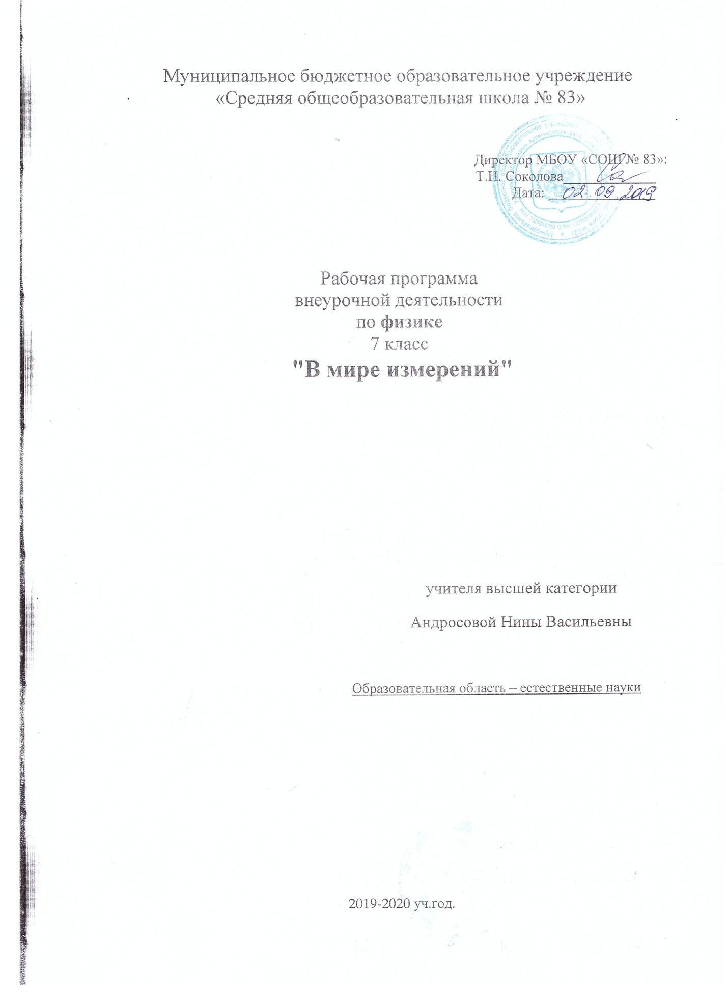 Муниципальное бюджетное образовательное учреждение
«Средняя общеобразовательная школа № 83»
Директор МБОУ «СОШ № 83»:
Т.Н. Соколова
Дата: 02.09.2019
Рабочая программа
внеурочной деятельности
по физике
7 класс
"В мире измерений"
учителя высшей категории
Андросовой Нины Васильевны
Образовательная область – естественные науки
2019-2020 уч.год.